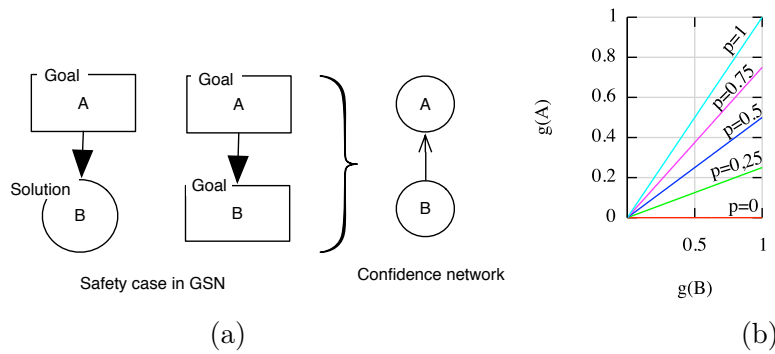 Goal
A
Solution
B
Goal
A
Goal
B
A
B
Safety case in GSN
Confidence network
(a)
g(A)
1
0.8
0.6
0.4
0.2
0
p=1
p=0.75
p=0.5
p=0,25
p=0
0.5
1
g(B)
(b)